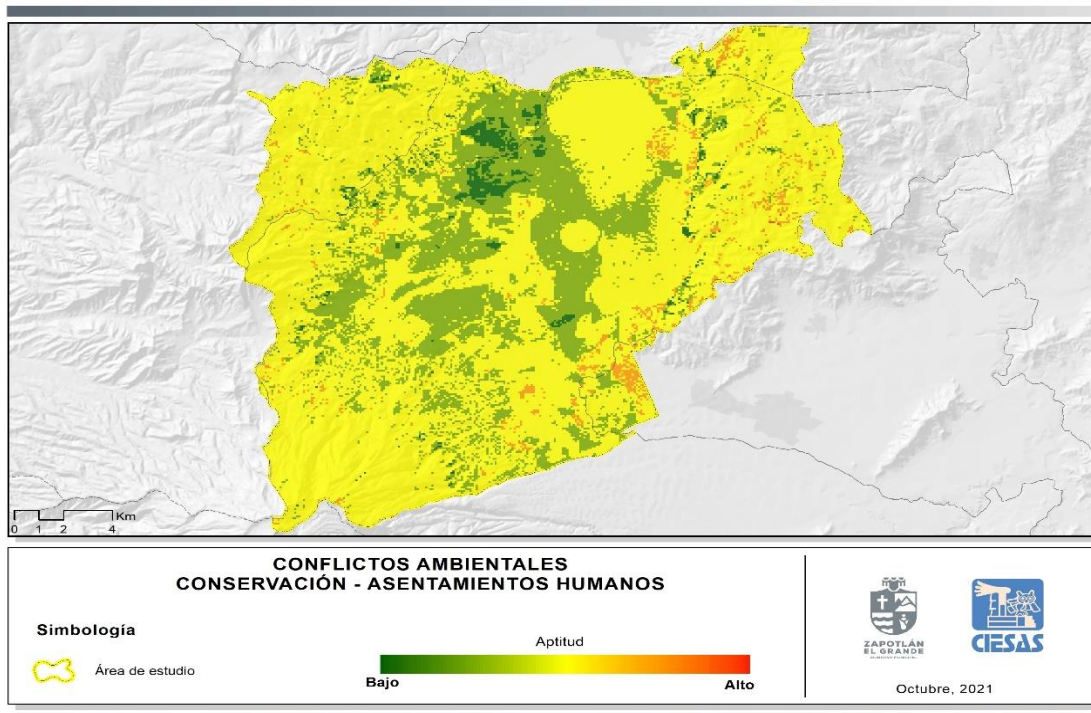 Km
0 1 2 4
CONFLICTOS AMBIENTALES
CONSERVACIÓN - ASENTAMIENTOS HUMANOS
Simbología
Área de estudio
Aptitud
Bajo
Alto
ZAPOTLÁN
EL GRANDE
CIESAS
Octubre, 2021